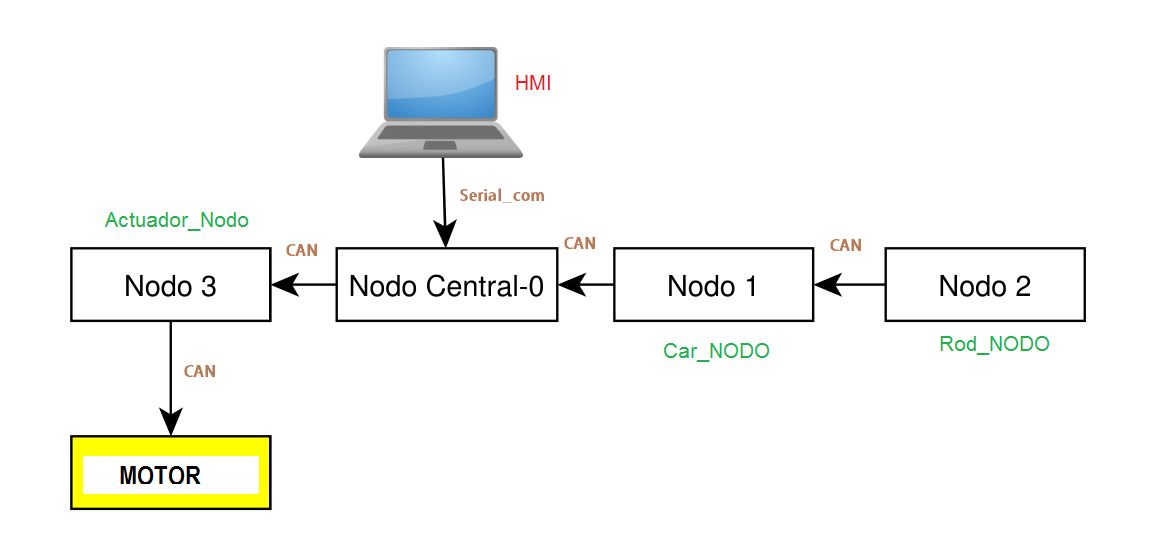 HMI
Serial_com
Actuador_Nodo
CAN
CAN
CAN
Nodo 3
Nodo Central-0
Nodo 1
Nodo 2
Car_NODO
Rod_NODO
CAN
MOTOR